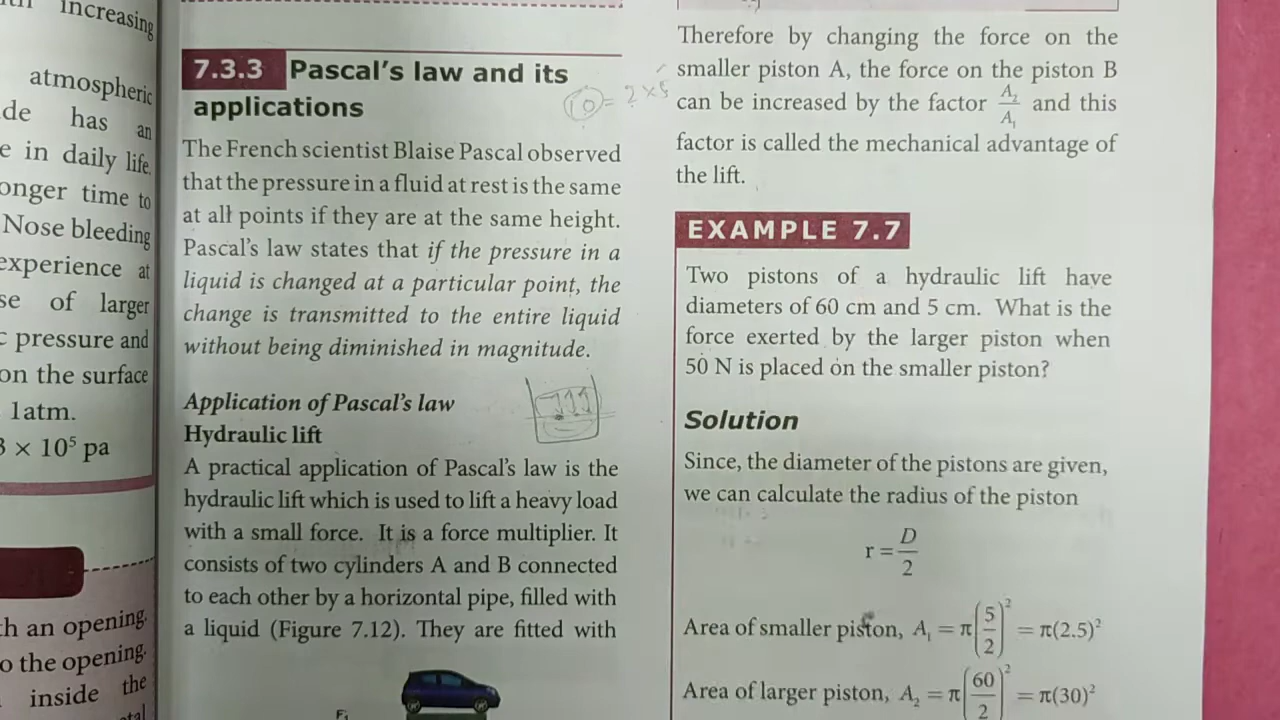 increasing
atmospheric
de has an
e in daily life.
onger time to
Nose bleeding
experience at
se of larger
c pressure and
on the surface
1atm.
3 × 10⁵ pa
th an opening.
o the opening.
inside the
7.3.3 Pascal's law and its
applications
10 = 2 × 5
The French scientist Blaise Pascal observed
that the pressure in a fluid at rest is the same
at all points if they are at the same height.
Pascal's law states that if the pressure in a
liquid is changed at a particular point, the
change is transmitted to the entire liquid
without being diminished in magnitude.
Application of Pascal's law
Hydraulic lift
A practical application of Pascal's law is the
hydraulic lift which is used to lift a heavy load
with a small force. It is a force multiplier. It
consists of two cylinders A and B connected
to each other by a horizontal pipe, filled with
a liquid (Figure 7.12). They are fitted with
F₁
Therefore by changing the force on the
smaller piston A, the force on the piston B
can be increased by the factor A₂/A₁ and this
factor is called the mechanical advantage of
the lift.
EXAMPLE 7.7
Two pistons of a hydraulic lift have
diameters of 60 cm and 5 cm. What is the
force exerted by the larger piston when
50 N is placed on the smaller piston?
Solution
Since, the diameter of the pistons are given,
we can calculate the radius of the piston
r = D/2
Area of smaller piston, A₁ = π(5/2)² = π(2.5)²
Area of larger piston, A₂ = π(60/2)² = π(30)²